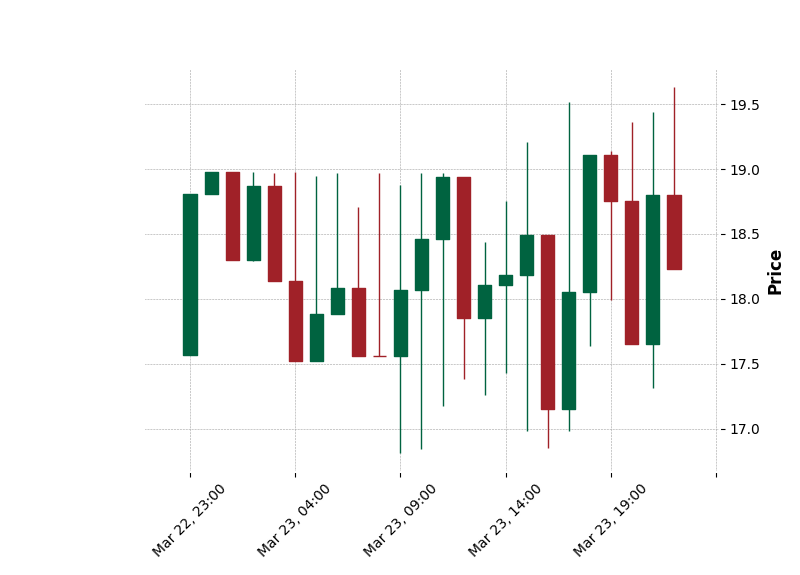 19.5
19.0
18.5
18.0
17.5
17.0
Price
Mar 22, 23:00
Mar 23, 04:00
Mar 23, 09:00
Mar 23, 14:00
Mar 23, 19:00